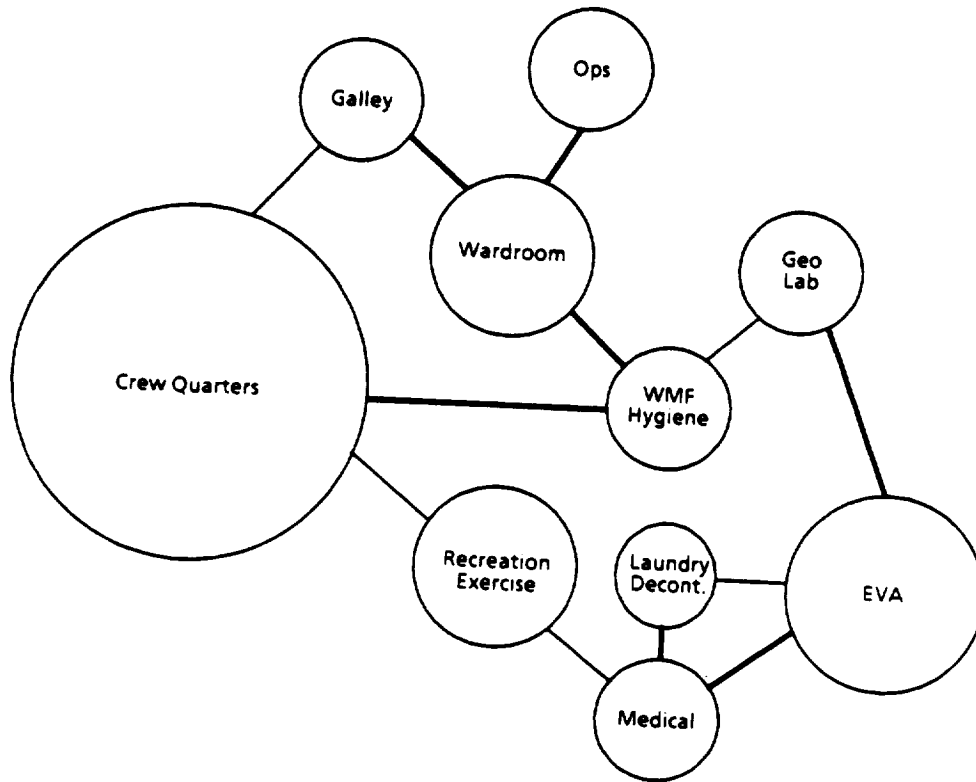 Ops
Galley
Wardroom
Geo
Lab
Crew Quarters
WMF
Hygiene
Recreation
Exercise
Laundry
Decont.
EVA
Medical